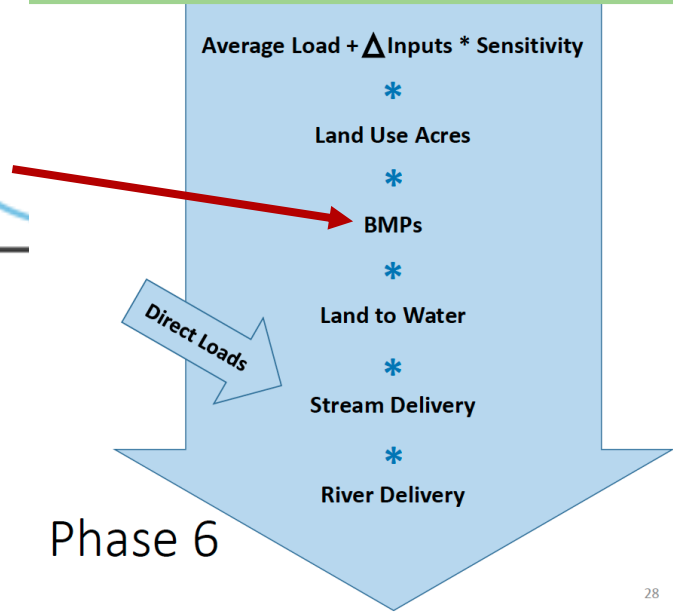 Average Load + Δ Inputs * Sensitivity
*
Land Use Acres
*
BMPs
*
Land to Water
Direct Loads
*
Stream Delivery
*
River Delivery
Phase 6
28